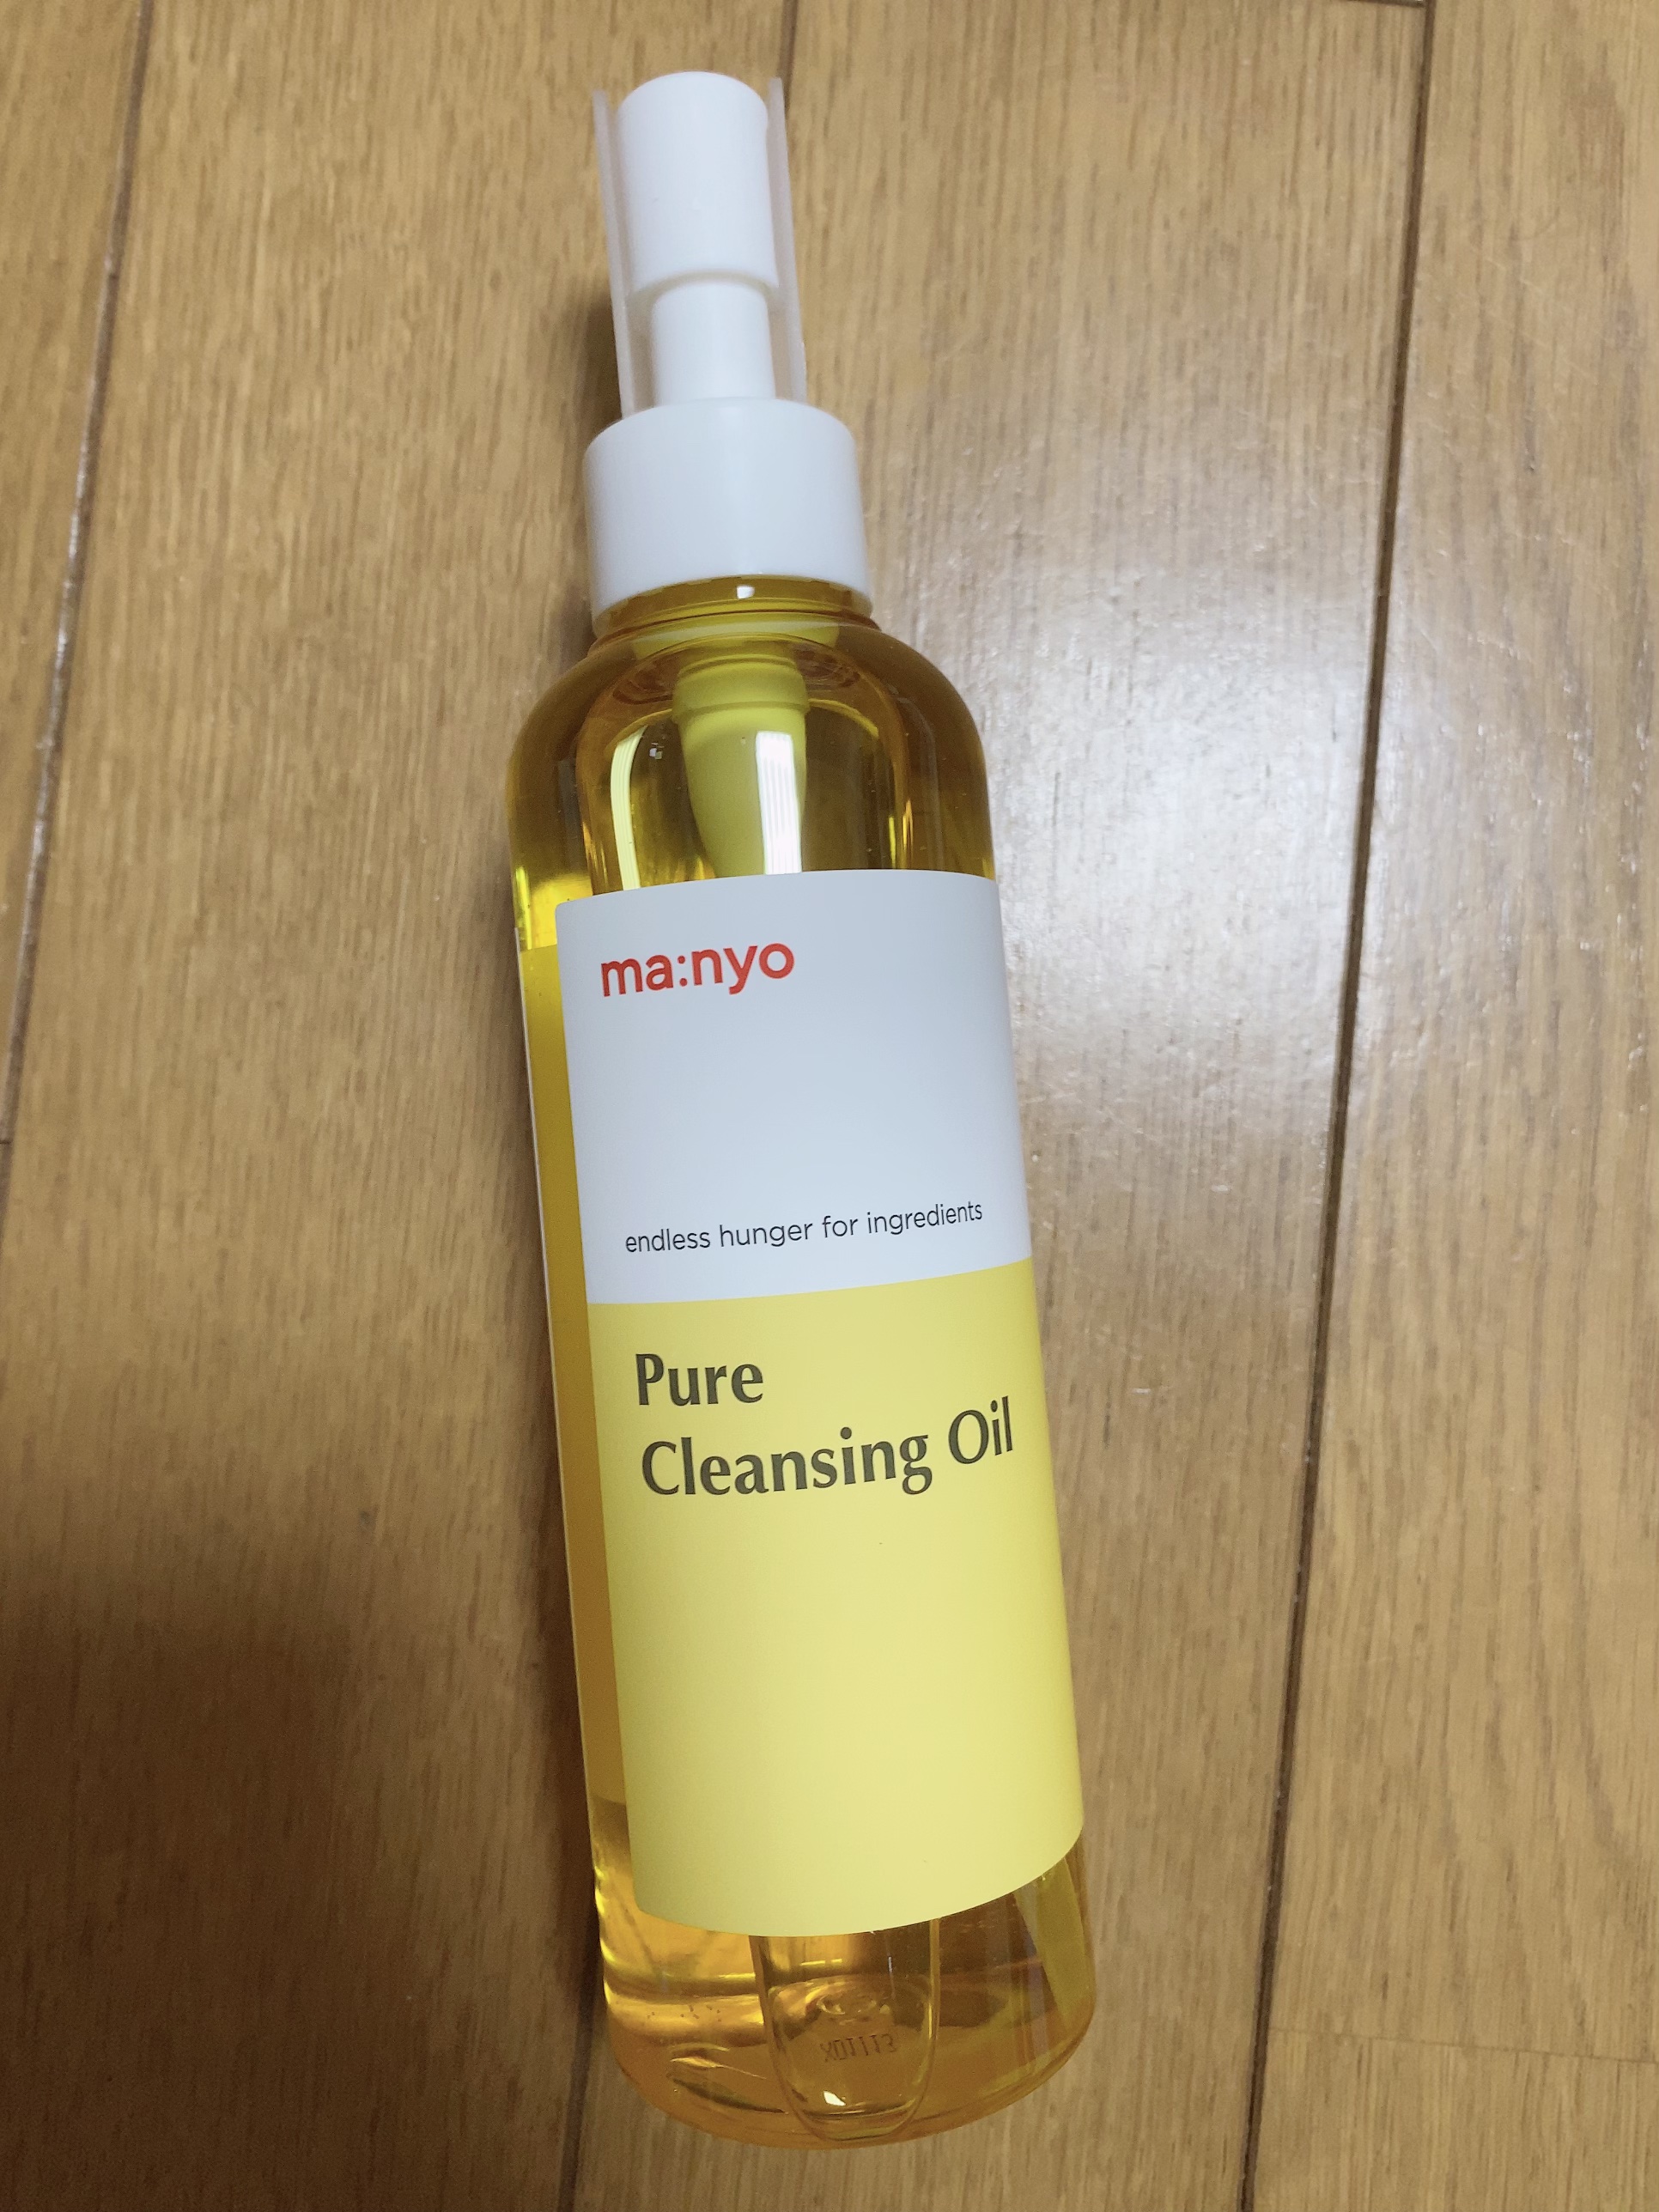 ma:nyo
endless hunger for ingredients
Pure
Cleansing Oil